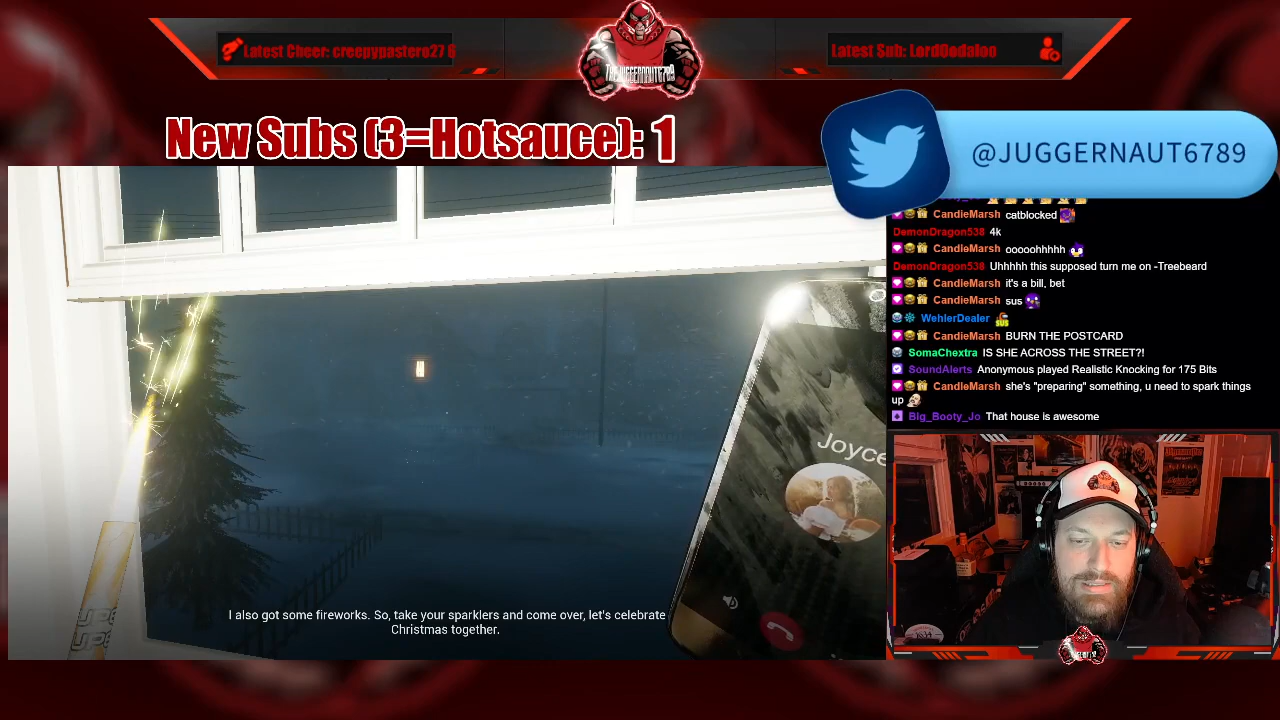 Latest Cheer: creepypastero27 6
THEJUGGERNAUT6789
Latest Sub: LordOodaloo
New Subs (3=Hotsauce): 1
@JUGGERNAUT6789
CandieMarsh catblocked
DemonDragon538 4k
CandieMarsh ooooohhhhh
DemonDragon538 Uhhhhh this supposed turn me on -Treebeard
CandieMarsh it's a bill, bet
CandieMarsh sus
WehlerDealer SUS
CandieMarsh BURN THE POSTCARD
SomaChextra IS SHE ACROSS THE STREET?!
SoundAlerts Anonymous played Realistic Knocking for 175 Bits
CandieMarsh she's "preparing" something, u need to spark things
up
Big_Booty_Jo That house is awesome
Joyce
I also got some fireworks. So, take your sparklers and come over, let's celebrate
Christmas together.